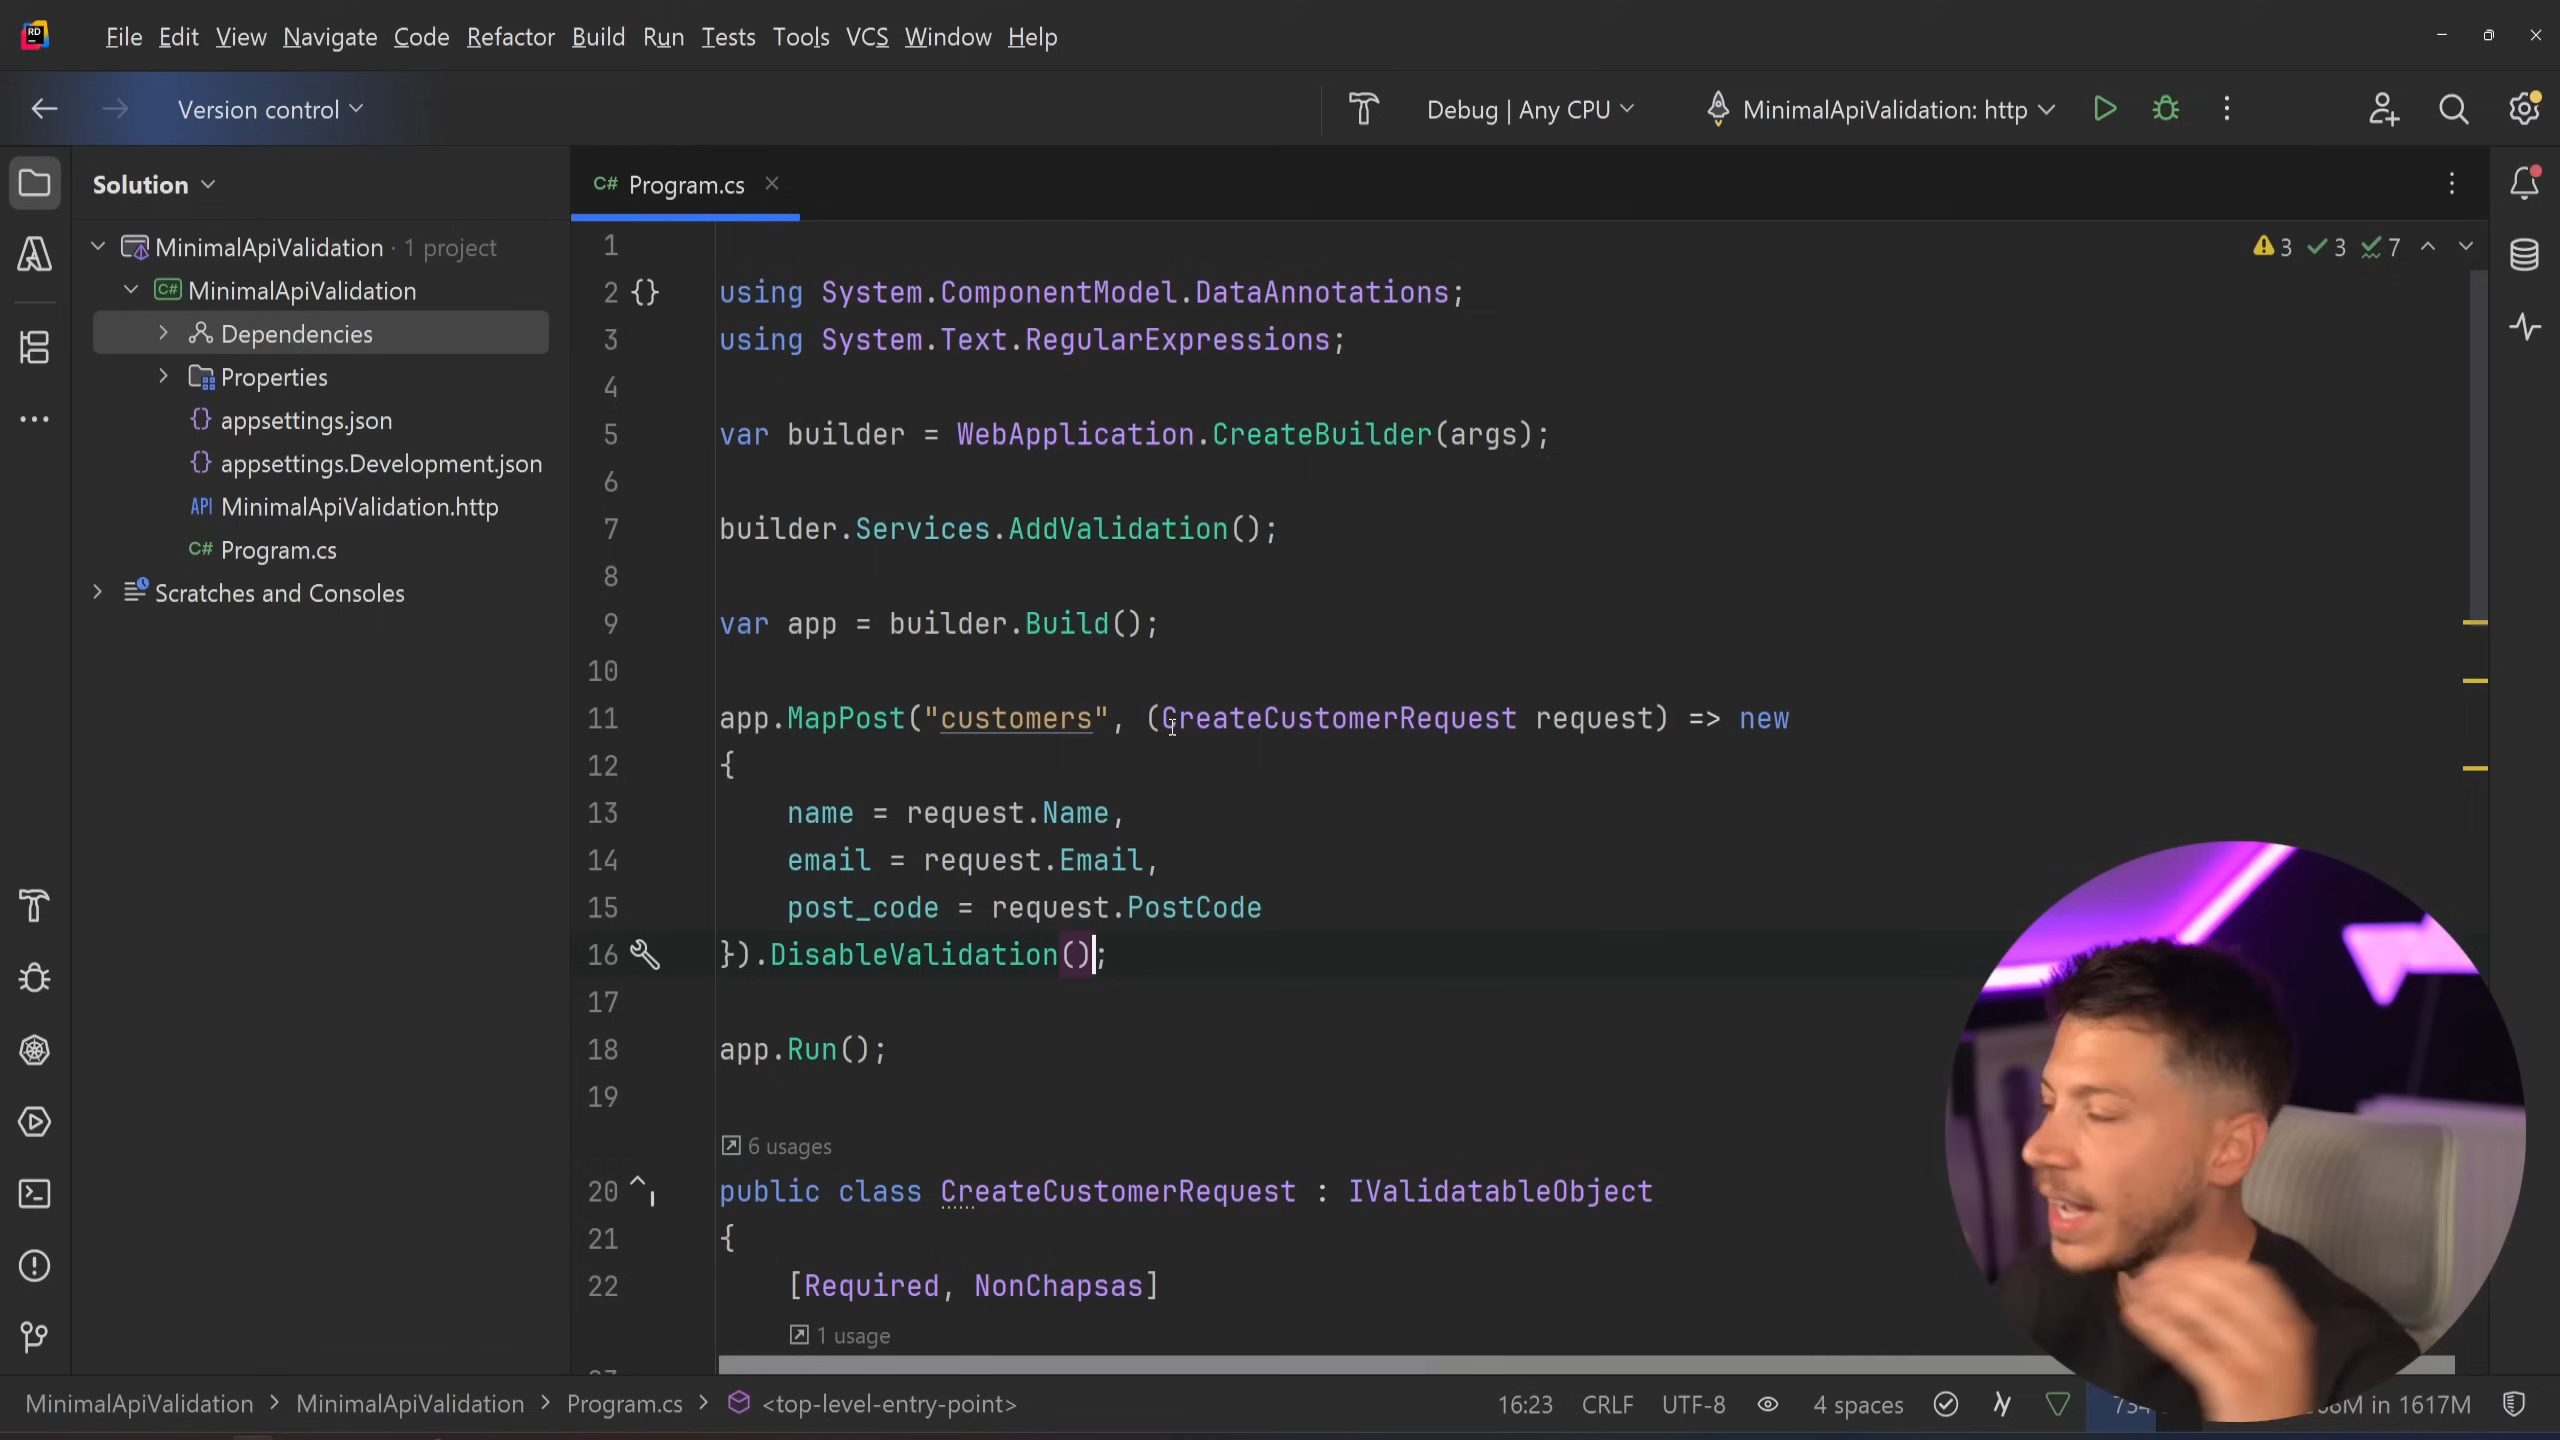 File Edit View Navigate Code Refactor Build Run Tests Tools VCS Window Help
Version control
Debug | Any CPU
MinimalApiValidation: http
Solution
C# Program.cs
MinimalApiValidation · 1 project
MinimalApiValidation
Dependencies
Properties
appsettings.json
appsettings.Development.json
MinimalApiValidation.http
C# Program.cs
Scratches and Consoles
3 3 7
1
2 using System.ComponentModel.DataAnnotations;
3 using System.Text.RegularExpressions;
4
5 var builder = WebApplication.CreateBuilder(args);
6
7 builder.Services.AddValidation();
8
9 var app = builder.Build();
10
11 app.MapPost("customers", (CreateCustomerRequest request) => new
12 {
13 name = request.Name,
14 email = request.Email,
15 post_code = request.PostCode
16 }).DisableValidation();
17
18 app.Run();
19
6 usages
20 public class CreateCustomerRequest : IValidatableObject
21 {
22 [Required, NonChapsas]
1 usage
MinimalApiValidation > MinimalApiValidation > Program.cs > <top-level-entry-point>
16:23 CRLF UTF-8 4 spaces
in 1617M